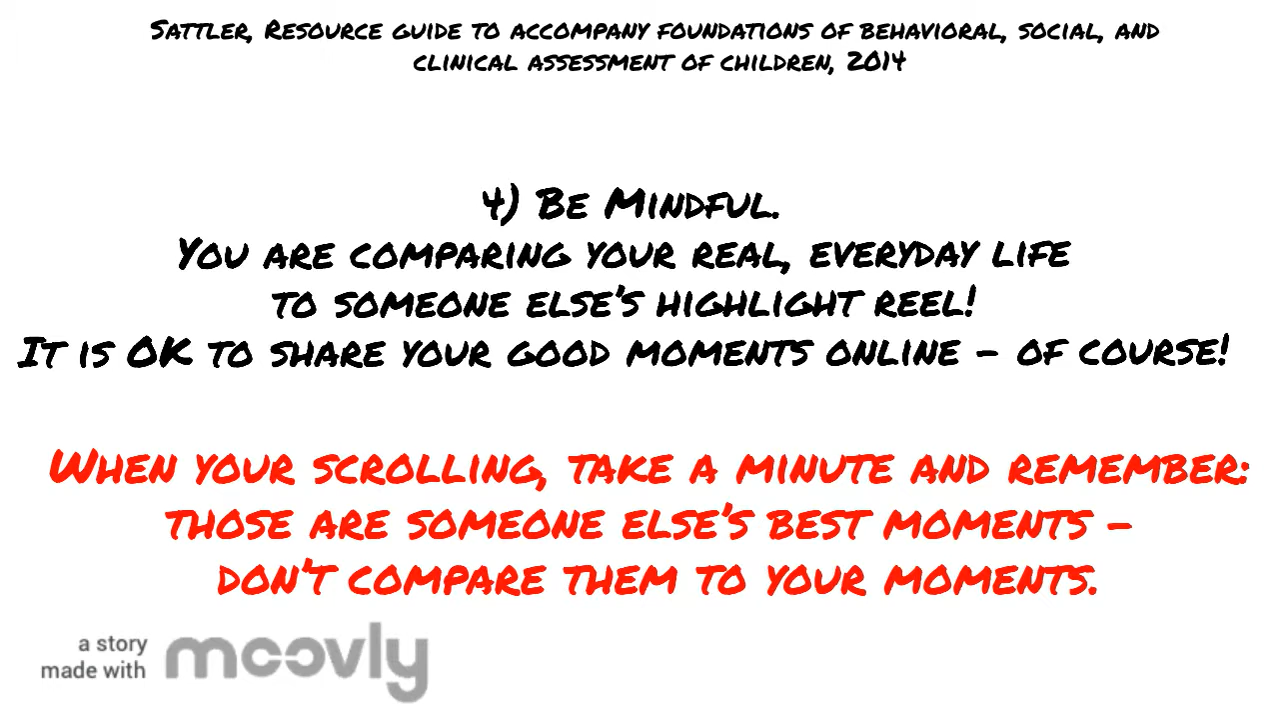 Sattler, Resource guide to accompany foundations of behavioral, social, and
clinical assessment of children, 2014
4) Be Mindful.
You are comparing your real, everyday life
to someone else's highlight reel!
It is OK to share your good moments online - of course!
When your scrolling, take a minute and remember:
those are someone else's best moments -
don't compare them to your moments.
a story
made with moovly